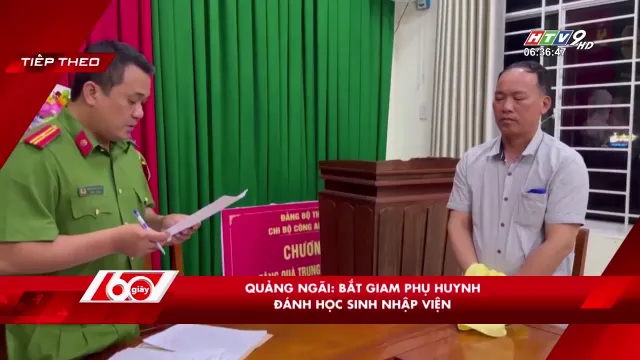 TIẾP THEO
HTV9
HD
06:36:47
ĐẢNG BỘ TH
CHI BỘ CÔNG A
CHƯƠN
QUẢNG NGÃI: BẮT GIAM PHỤ HUYNH
ĐÁNH HỌC SINH NHẬP VIỆN
60
giây